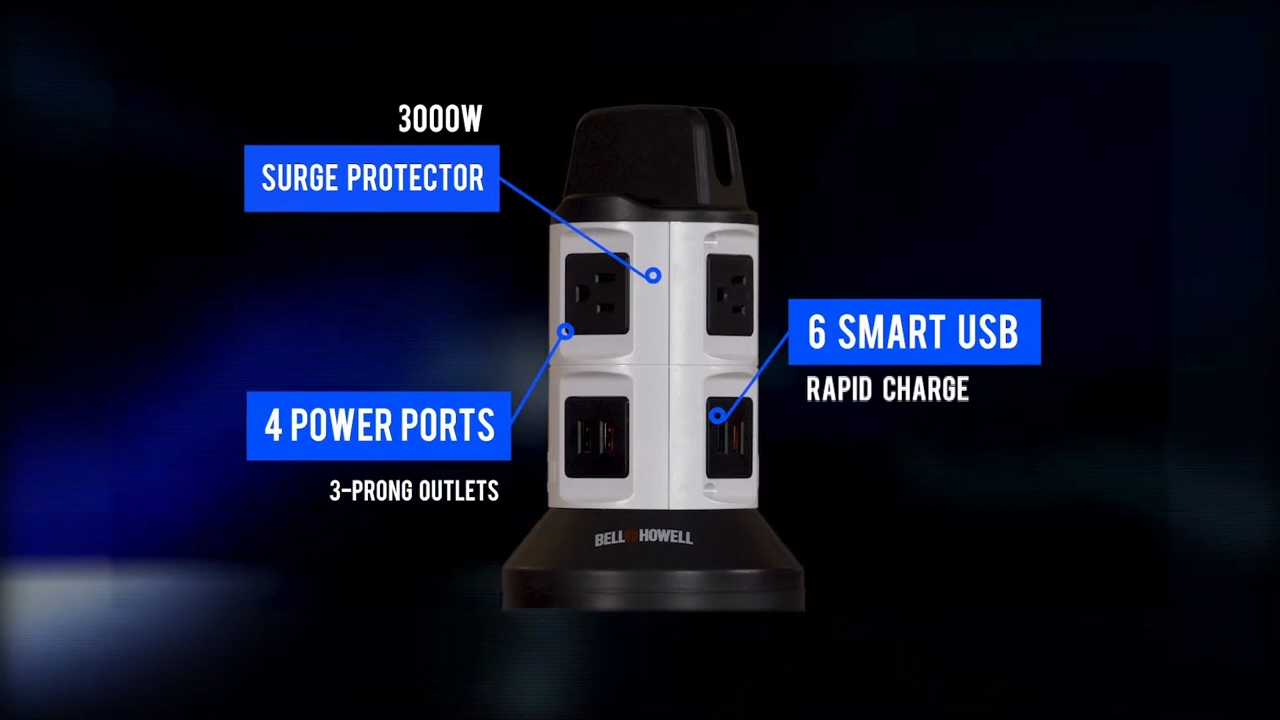 3000W
SURGE PROTECTOR
6 SMART USB
RAPID CHARGE
4 POWER PORTS
3-PRONG OUTLETS
BELL+HOWELL